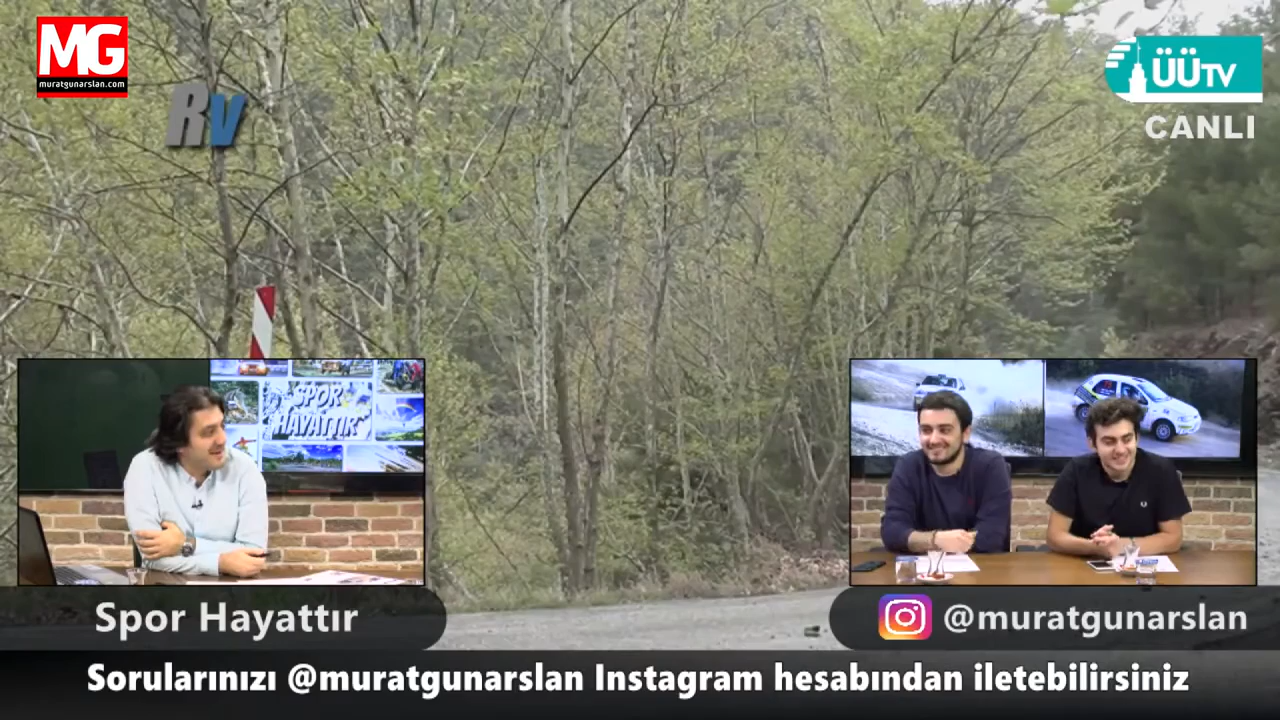 MG
muratgunarslan.com
RV
ÜÜTV
CANLI
SPOR
HAYATTIR
Spor Hayattır
@muratgunarslan
Sorularınızı @muratgunarslan Instagram hesabından iletebilirsiniz